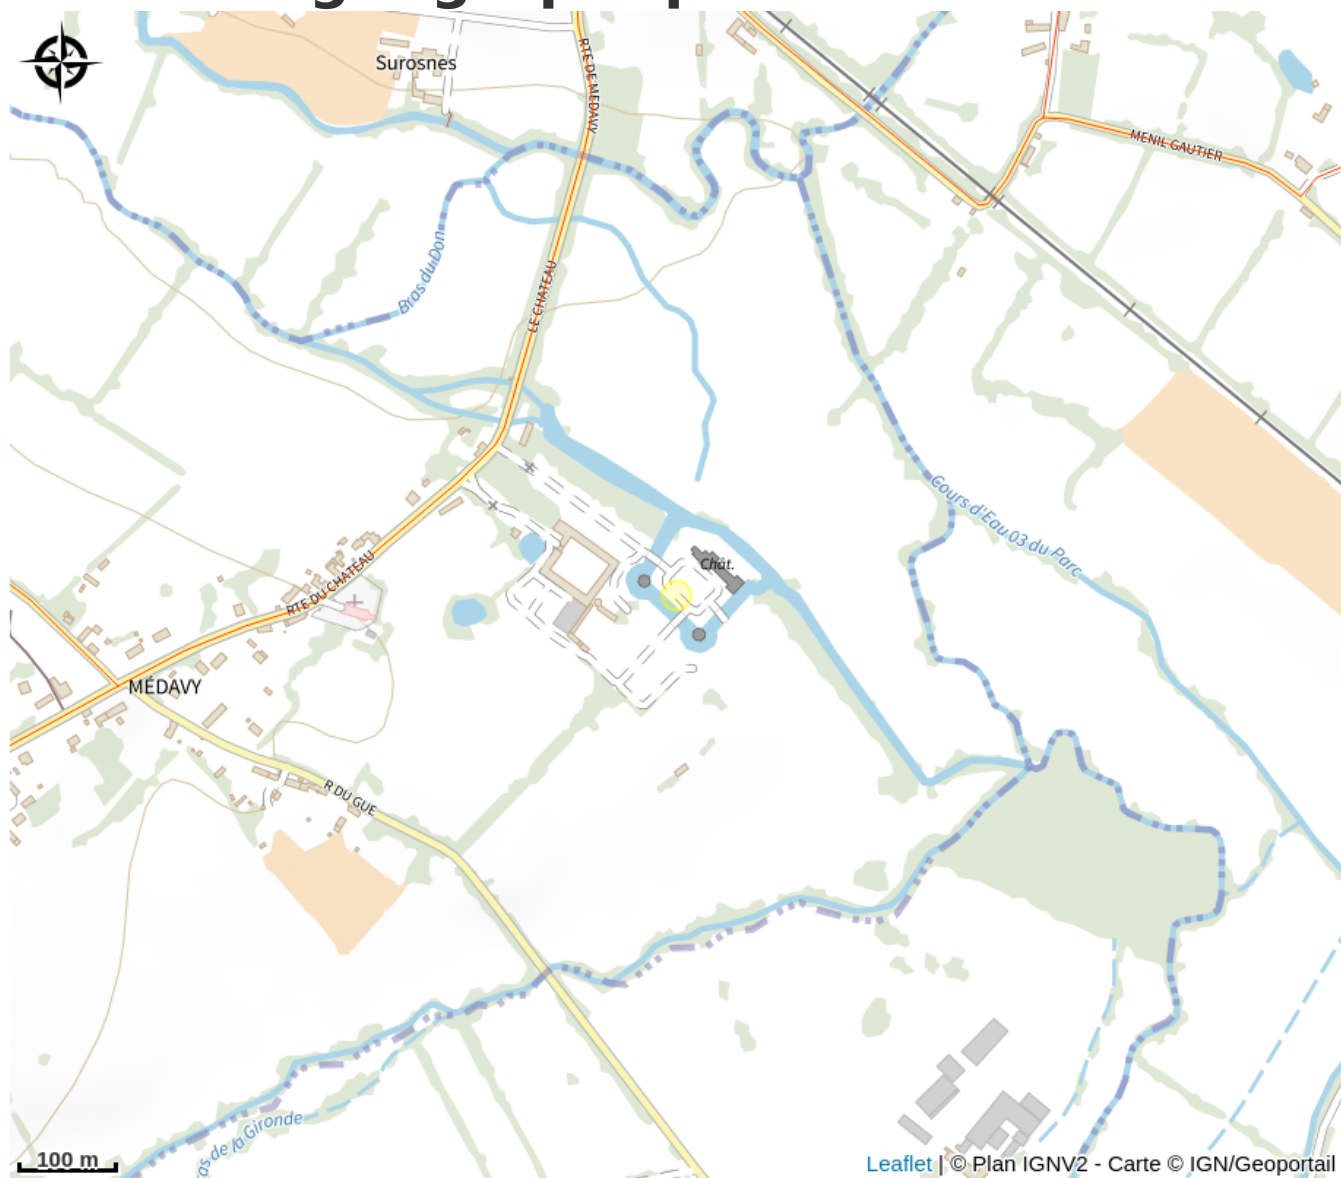 Surosnes
RTE DE MEDAVY
MENIL GAUTIER
Bras du Don
LE CHATEAU
Cours d'Eau 03 du Parc
Chât.
RTE DU CHATEAU
MÉDAVY
R DU GUE
as de la Gironde
100 m
Leaflet | © Plan IGNV2 - Carte © IGN/Geoportail